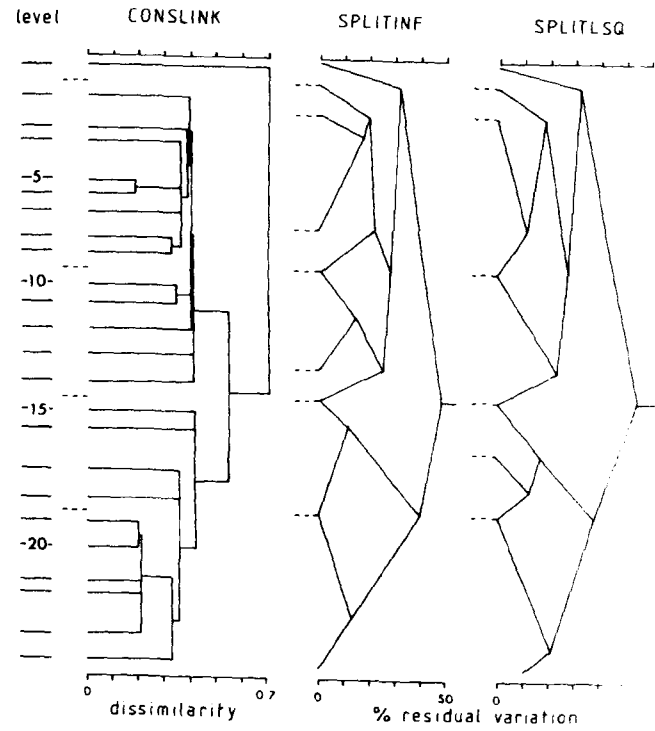 level CONSLINK SPLITINF SPLITLSQ
-5-
-10-
-15-
-20-
0 0.7 0 50 0
dissimilarity % residual variation